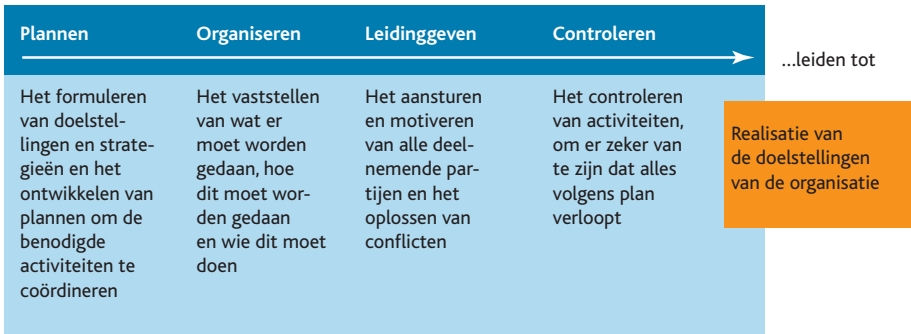 Plannen
Organiseren
Leidinggeven
Controleren
...leiden tot
Het formuleren
van doelstel-
lingen en strate-
gieën en het
ontwikkelen van
plannen om de
benodigde
activiteiten te
coördineren
Het vaststellen
van wat er
moet worden
gedaan, hoe
dit moet wor-
den gedaan
en wie dit moet
doen
Het aansturen
en motiveren
van alle deel-
nemende par-
tijen en het
oplossen van
conflicten
Het controleren
van activiteiten,
om er zeker van
te zijn dat alles
volgens plan
verloopt
Realisatie van
de doelstellingen
van de organisatie